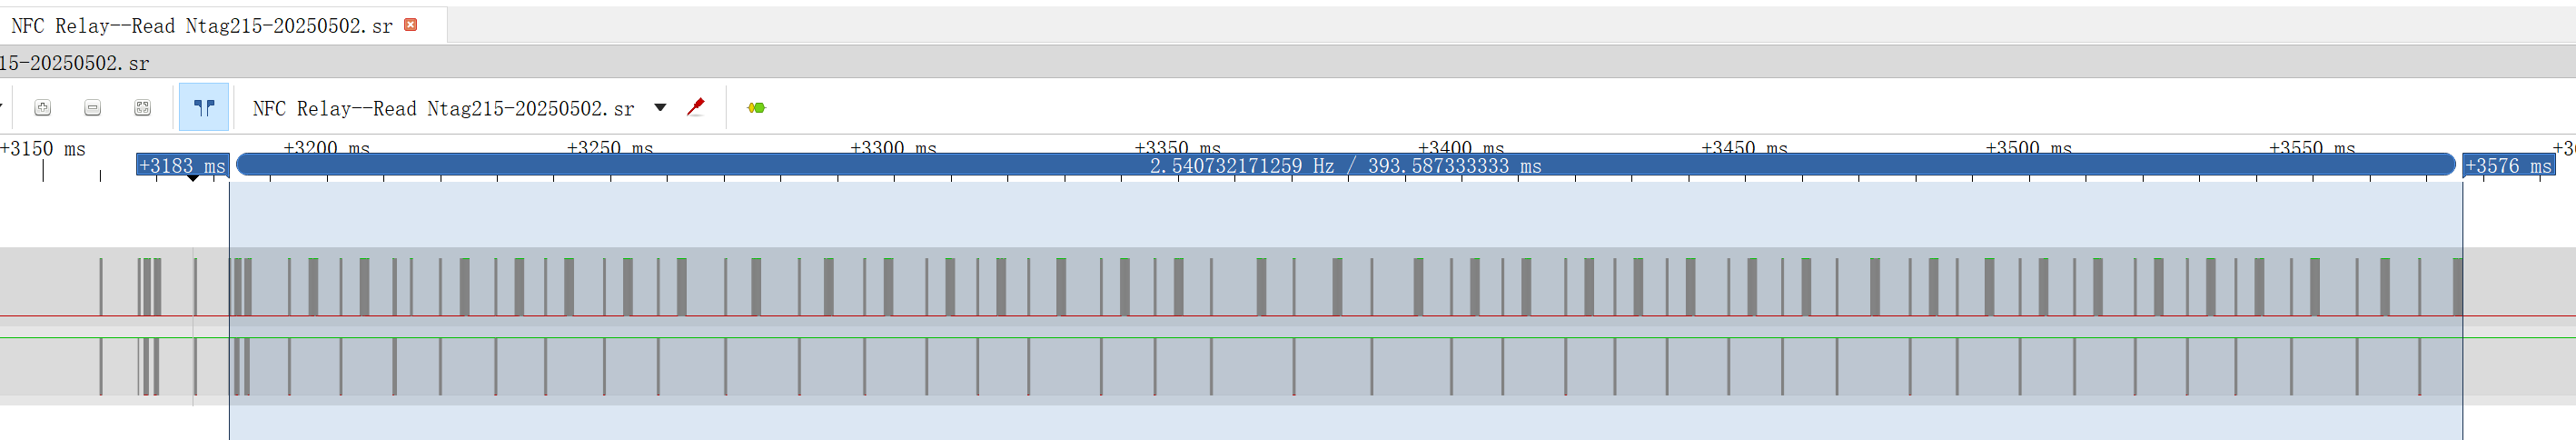 NFC Relay--Read Ntag215-20250502.sr
15-20250502.sr
NFC Relay--Read Ntag215-20250502.sr
+3150 ms +3200 ms +3250 ms +3300 ms +3350 ms +3400 ms +3450 ms +3500 ms +3550 ms
+3183 ms 2.540732171259 Hz / 393.587333333 ms +3576 ms